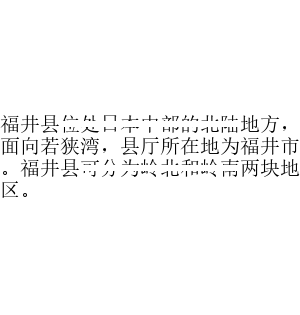 福井县位处日本中部的北陆地方，
面向若狭湾，县厅所在地为福井市
。福井县可分为岭北和岭南两块地
区。